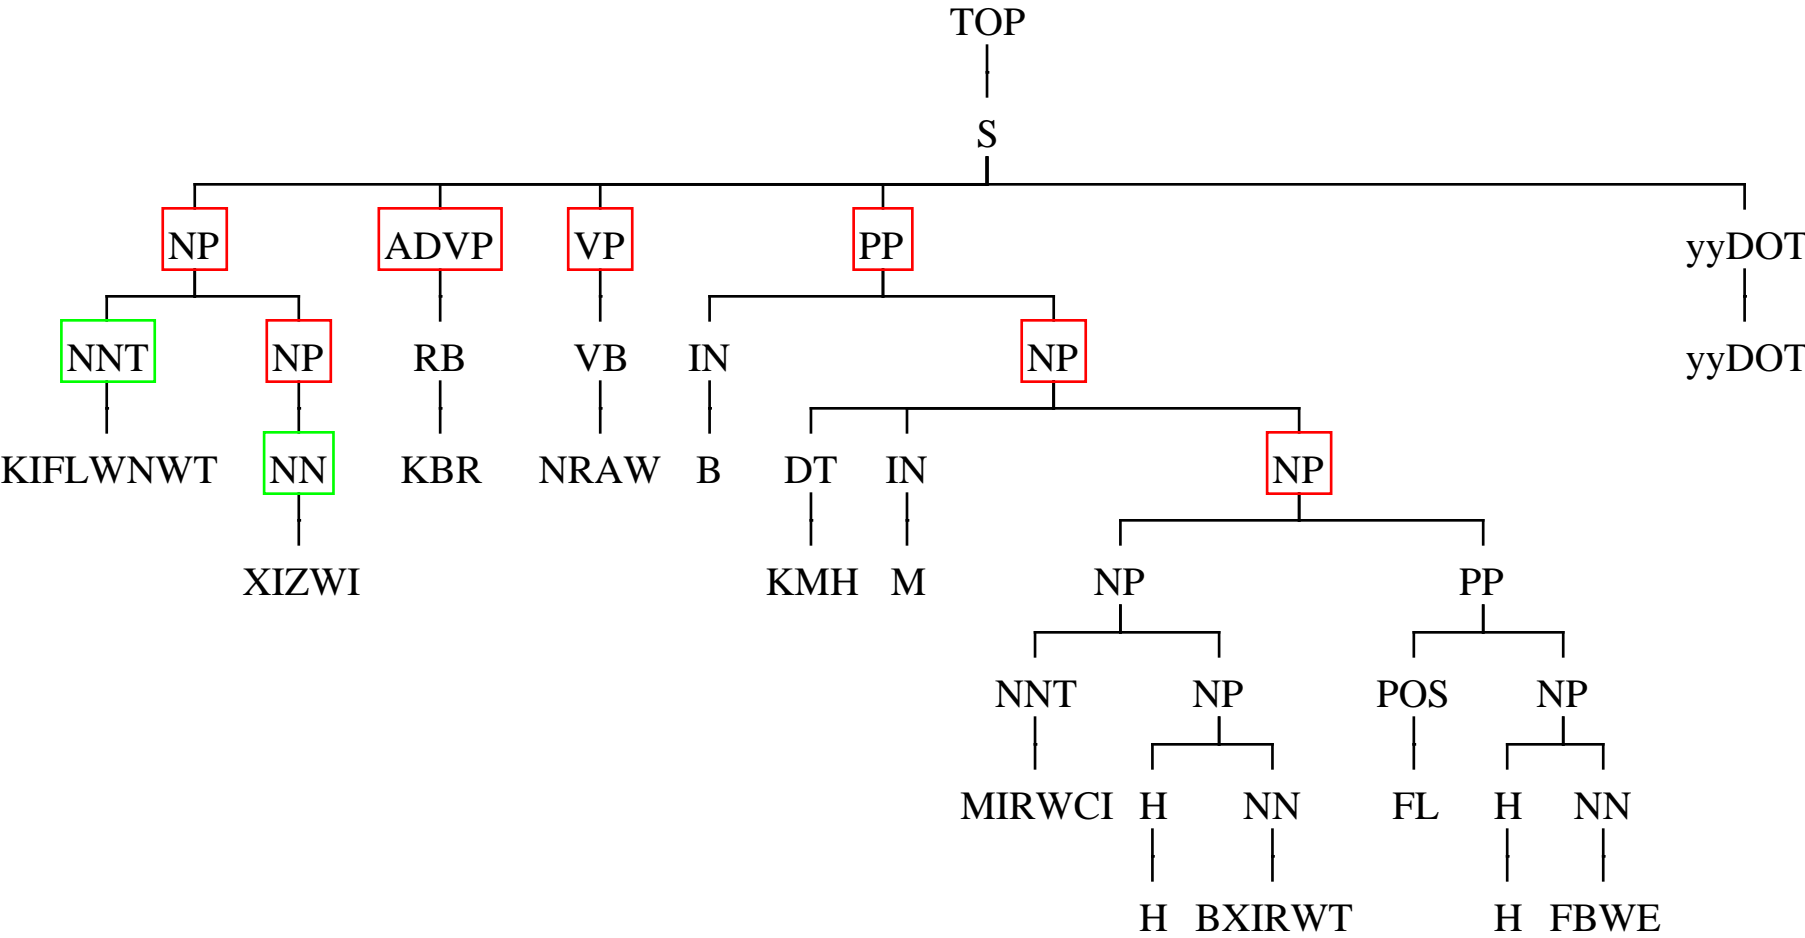 TOP
S
NP ADVP VP PP yyDOT
NNT NP RB VB IN NP yyDOT
KIFLWNWT NN KBR NRAW B DT IN NP
XIZWI KMH M NP PP
NNT NP POS NP
MIRWCI H NN FL H NN
H BXIRWT H FBWE